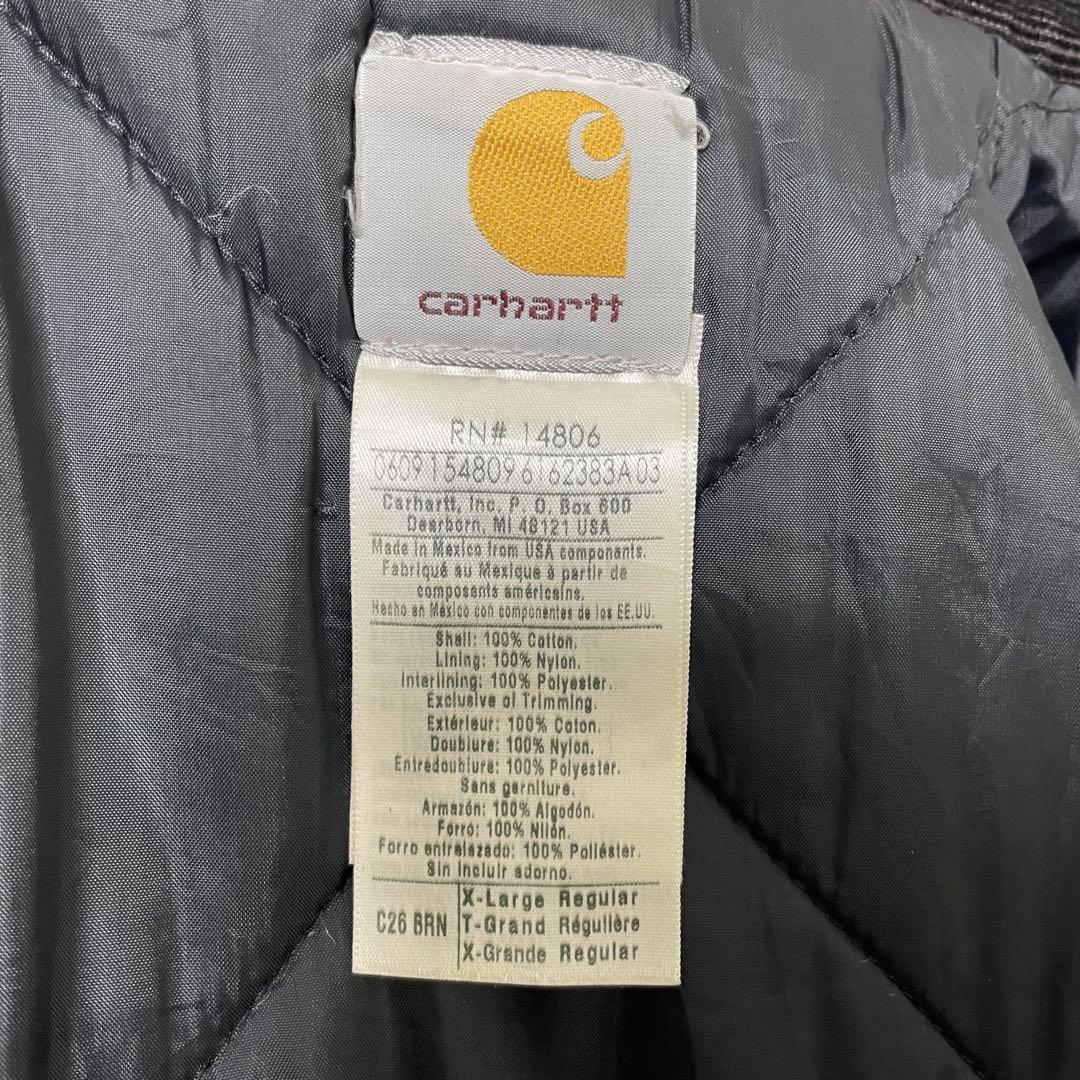 carhartt
RN# 14806
0609154809 6162383A03
Carhartt, Inc. P. O. Box 600
Dearborn, MI 48121 USA
Made in Mexico from USA components.
Fabriqué au Mexique à partir de
composants américains.
Hecho en México con componentes de los EE.UU.
Shell: 100% Cotton.
Lining: 100% Nylon.
Interlining: 100% Polyester.
Exclusive of Trimming.
Extérieur: 100% Coton.
Doublure: 100% Nylon.
Entredoublure: 100% Polyester.
Sans garniture.
Armazón: 100% Algodón.
Forro: 100% Nilón.
Forro entrelazado: 100% Poliéster.
Sin incluir adorno.
C26 BRN
X-Large Regular
T-Grand Régulière
X-Grande Regular